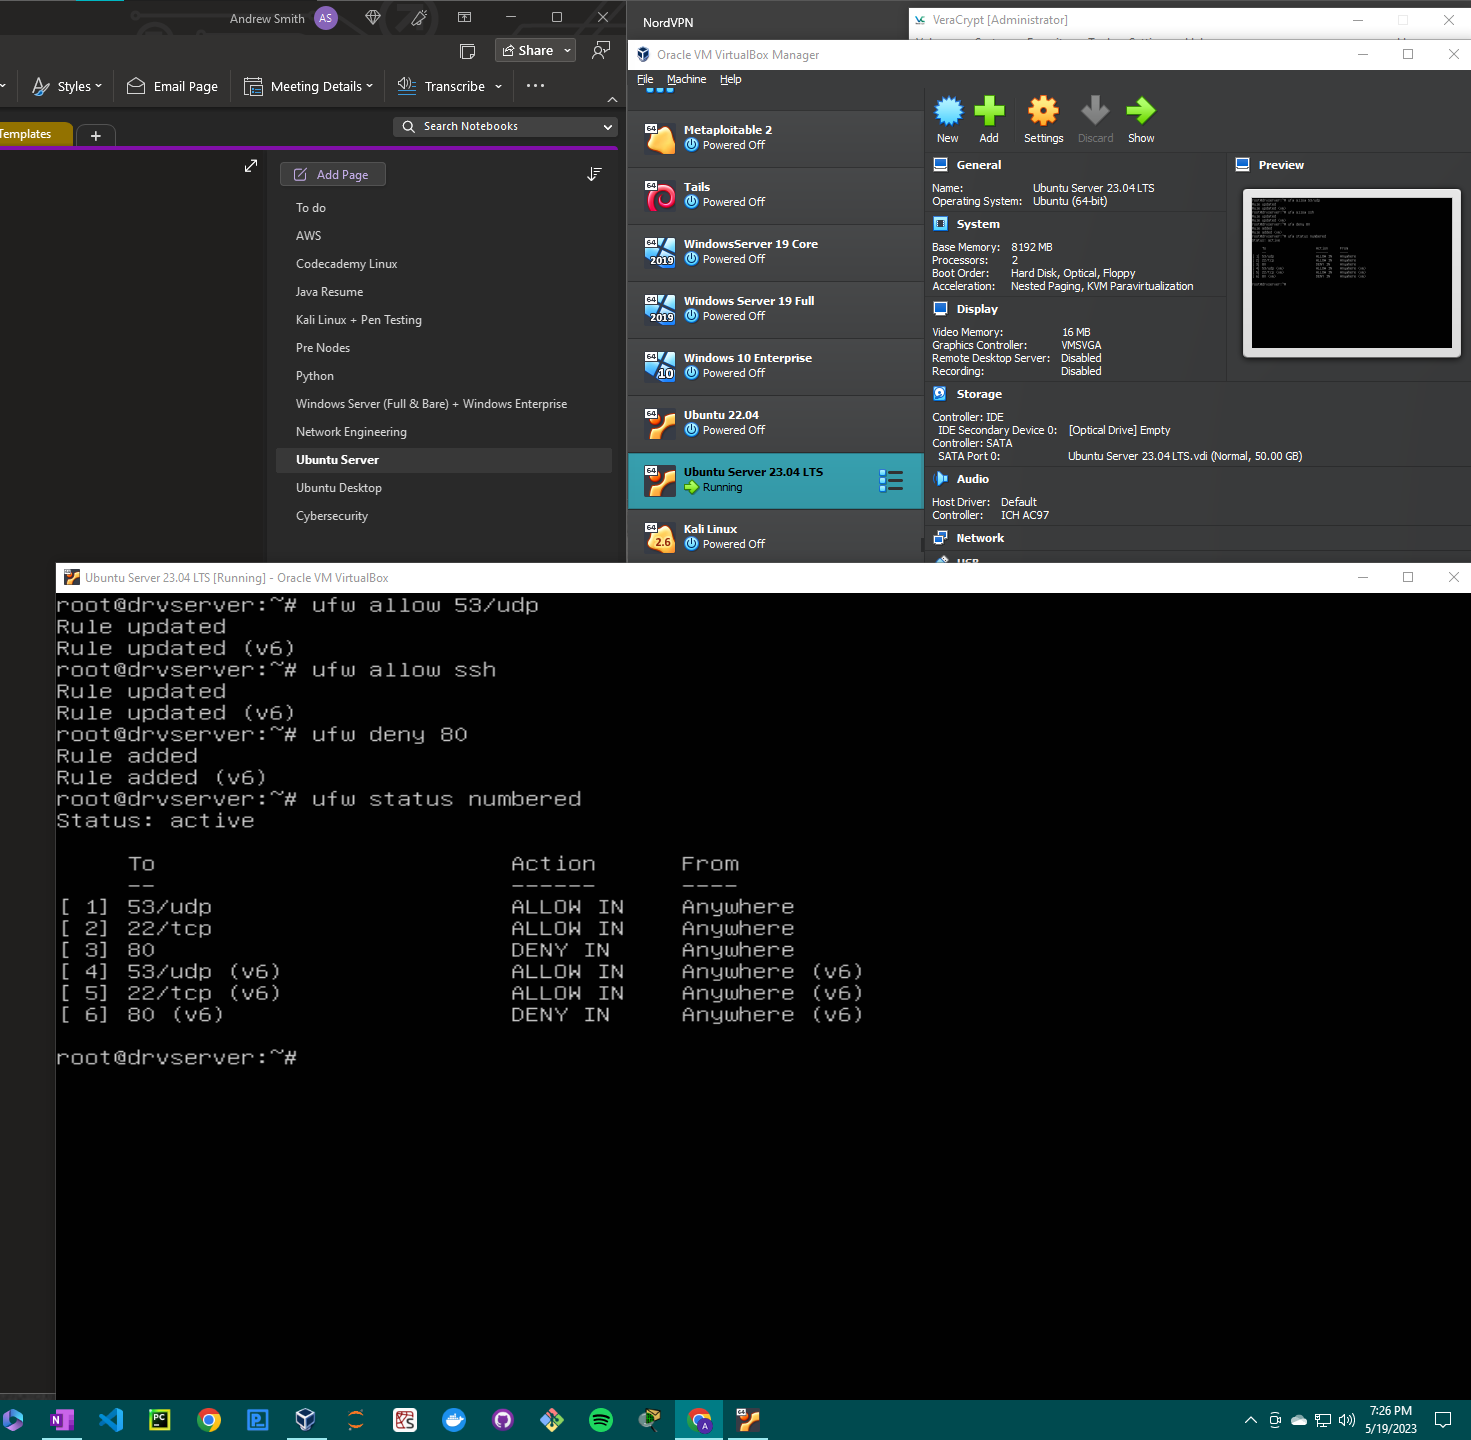 Andrew Smith AS
Share
Styles
Email Page
Meeting Details
Transcribe
Templates
+
Search Notebooks
Add Page
To do
AWS
Codecademy Linux
Java Resume
Kali Linux + Pen Testing
Pre Nodes
Python
Windows Server (Full & Bare) + Windows Enterprise
Network Engineering
Ubuntu Server
Ubuntu Desktop
Cybersecurity
NordVPN
VeraCrypt [Administrator]
Oracle VM VirtualBox Manager
File Machine Help
64
Metaploitable 2
Powered Off
64
Tails
Powered Off
64
2019
WindowsServer 19 Core
Powered Off
64
2019
Windows Server 19 Full
Powered Off
64
10
Windows 10 Enterprise
Powered Off
64
Ubuntu 22.04
Powered Off
64
Ubuntu Server 23.04 LTS
Running
64
2.6
Kali Linux
Powered Off
New Add Settings Discard Show
General
Name: Ubuntu Server 23.04 LTS
Operating System: Ubuntu (64-bit)
System
Base Memory: 8192 MB
Processors: 2
Boot Order: Hard Disk, Optical, Floppy
Acceleration: Nested Paging, KVM Paravirtualization
Display
Video Memory: 16 MB
Graphics Controller: VMSVGA
Remote Desktop Server: Disabled
Recording: Disabled
Storage
Controller: IDE
IDE Secondary Device 0: [Optical Drive] Empty
Controller: SATA
SATA Port 0: Ubuntu Server 23.04 LTS.vdi (Normal, 50.00 GB)
Audio
Host Driver: Default
Controller: ICH AC97
Network
USB
Preview
Ubuntu Server 23.04 LTS [Running] - Oracle VM VirtualBox
root@drvserver:~# ufw allow 53/udp
Rule updated
Rule updated (v6)
root@drvserver:~# ufw allow ssh
Rule updated
Rule updated (v6)
root@drvserver:~# ufw deny 80
Rule added
Rule added (v6)
root@drvserver:~# ufw status numbered
Status: active
To Action From
-- ------ ----
[ 1] 53/udp ALLOW IN Anywhere
[ 2] 22/tcp ALLOW IN Anywhere
[ 3] 80 DENY IN Anywhere
[ 4] 53/udp (v6) ALLOW IN Anywhere (v6)
[ 5] 22/tcp (v6) ALLOW IN Anywhere (v6)
[ 6] 80 (v6) DENY IN Anywhere (v6)
root@drvserver:~#
7:26 PM
5/19/2023